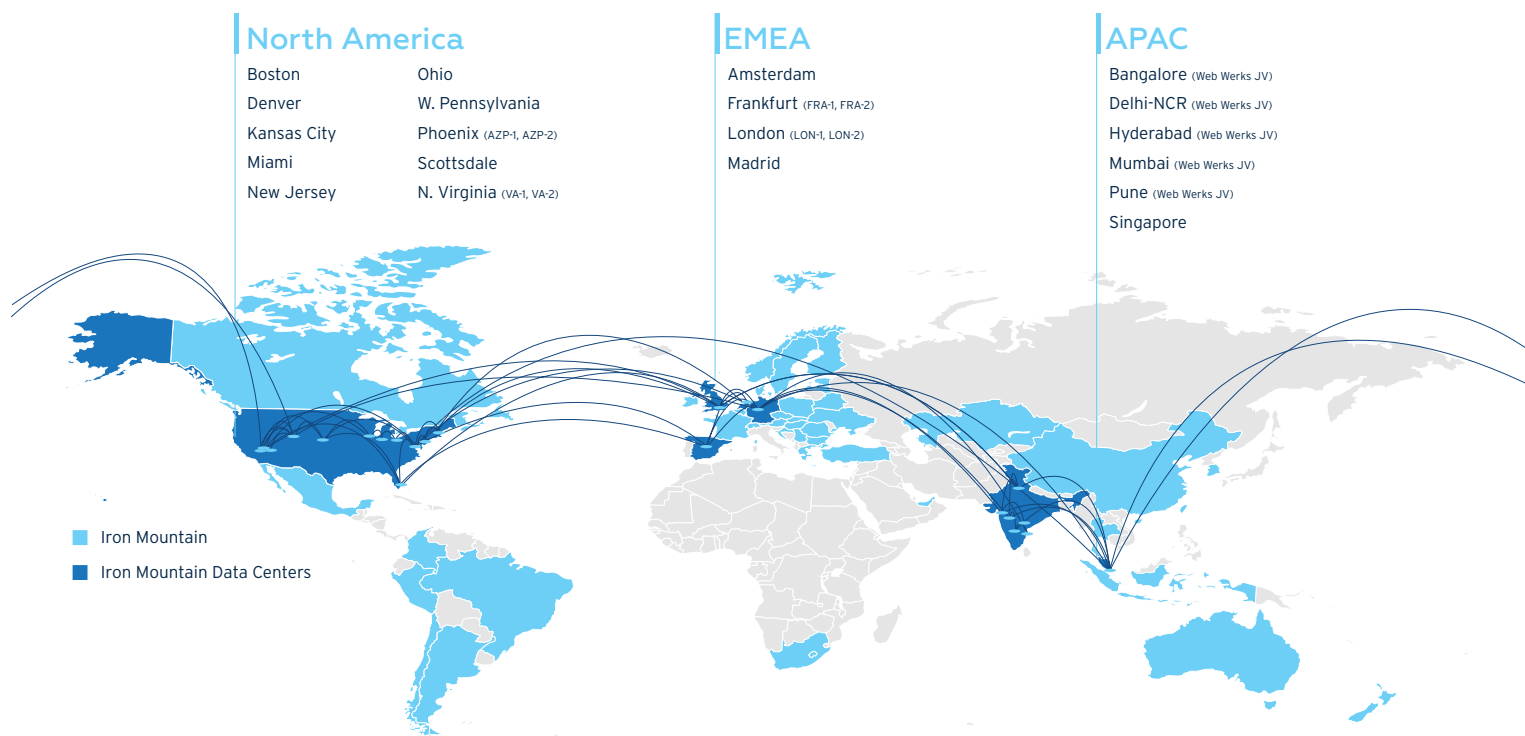 North America
Boston
Denver
Kansas City
Miami
New Jersey
Ohio
W. Pennsylvania
Phoenix (AZP-1, AZP-2)
Scottsdale
N. Virginia (VA-1, VA-2)
EMEA
Amsterdam
Frankfurt (FRA-1, FRA-2)
London (LON-1, LON-2)
Madrid
APAC
Bangalore (Web Werks JV)
Delhi-NCR (Web Werks JV)
Hyderabad (Web Werks JV)
Mumbai (Web Werks JV)
Pune (Web Werks JV)
Singapore
Iron Mountain
Iron Mountain Data Centers